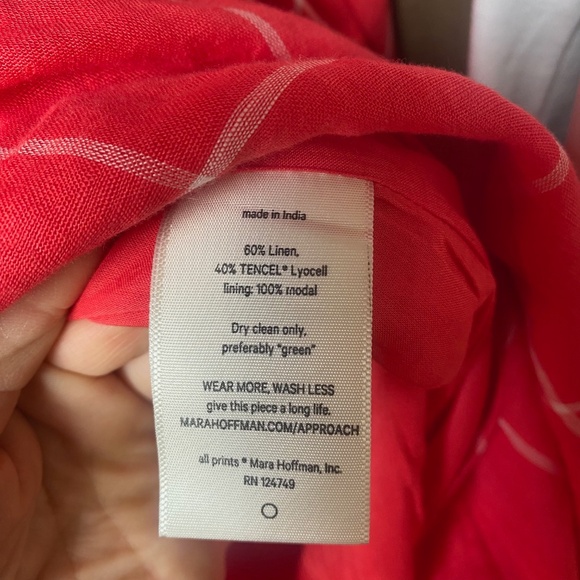 made in India
60% Linen,
40% TENCEL® Lyocell
lining: 100% modal
Dry clean only,
preferably "green"
WEAR MORE, WASH LESS
give this piece a long life.
MARAHOFFMAN.COM/APPROACH
all prints ® Mara Hoffman, Inc.
RN 124749